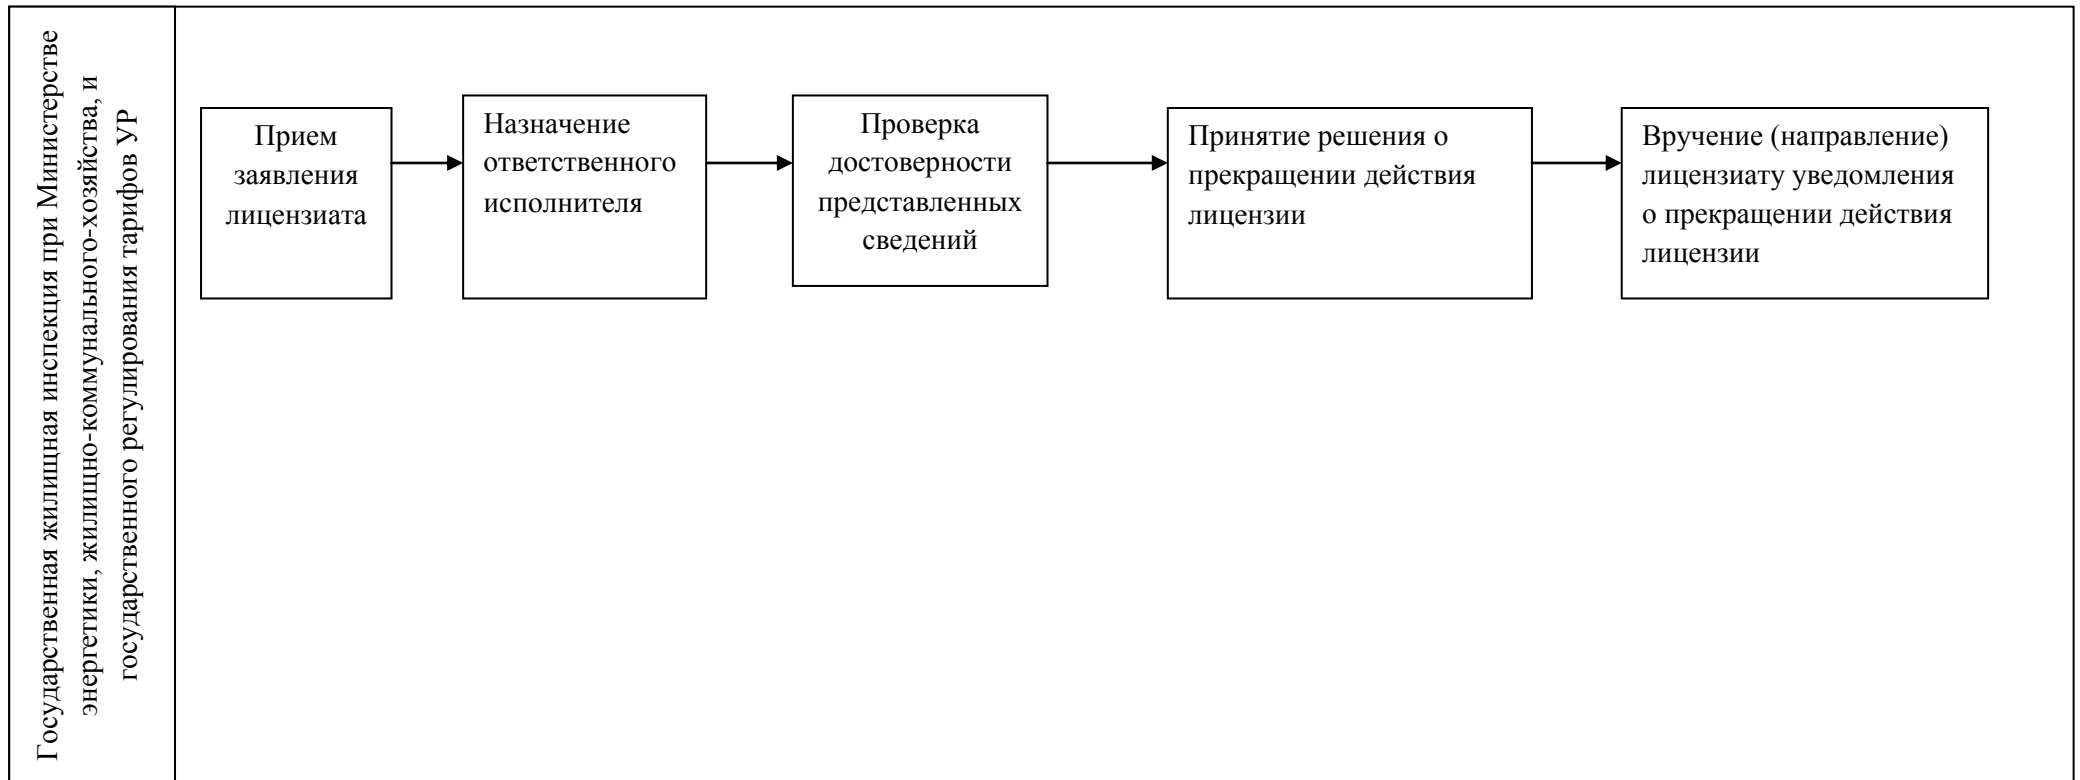 Государственная жилищная инспекция при Министерстве
энергетики, жилищно-коммунального-хозяйства, и
государственного регулирования тарифов УР
Прием
заявления
лицензиата
Назначение
ответственного
исполнителя
Проверка
достоверности
представленных
сведений
Принятие решения о
прекращении действия
лицензии
Вручение (направление)
лицензиату уведомления
о прекращении действия
лицензии